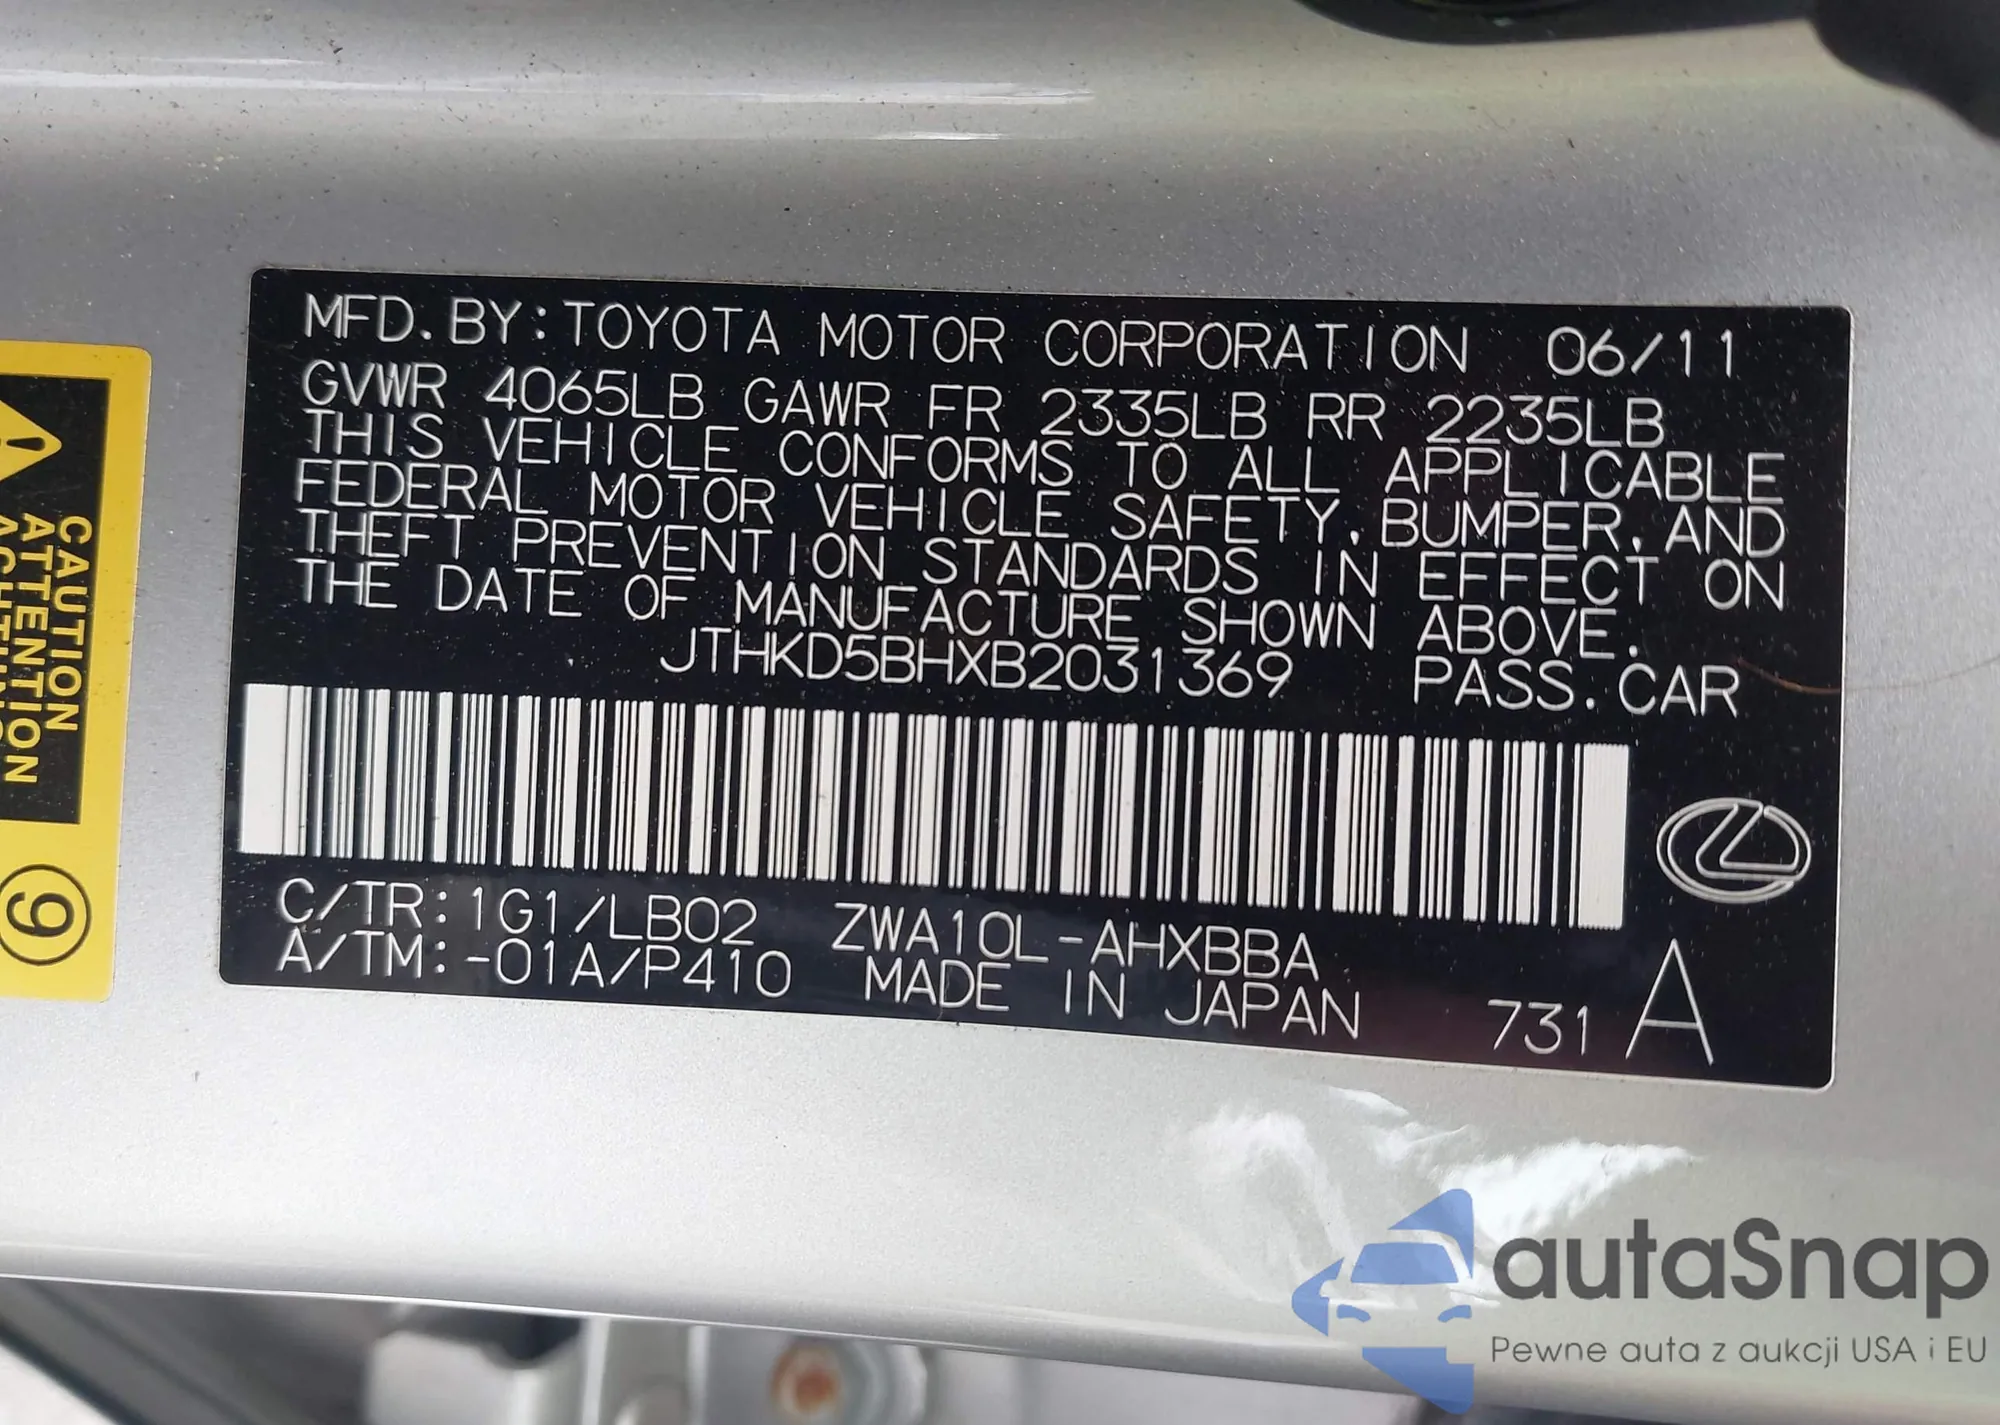 MFD. BY: TOYOTA MOTOR CORPORATION 06/11
GVWR 4065LB GAWR FR 2335LB RR 2235LB
THIS VEHICLE CONFORMS TO ALL APPLICABLE
FEDERAL MOTOR VEHICLE SAFETY, BUMPER, AND
THEFT PREVENTION STANDARDS IN EFFECT ON
THE DATE OF MANUFACTURE SHOWN ABOVE.
JTHKD5BHXB2031369 PASS. CAR
C/TR: 1G1/LB02 ZWA10L-AHXBBA
A/TM: -01A/P410 MADE IN JAPAN 731 A
CAUTION
ATTENTION
9
autaSnap
Pewne auta z aukcji USA i EU